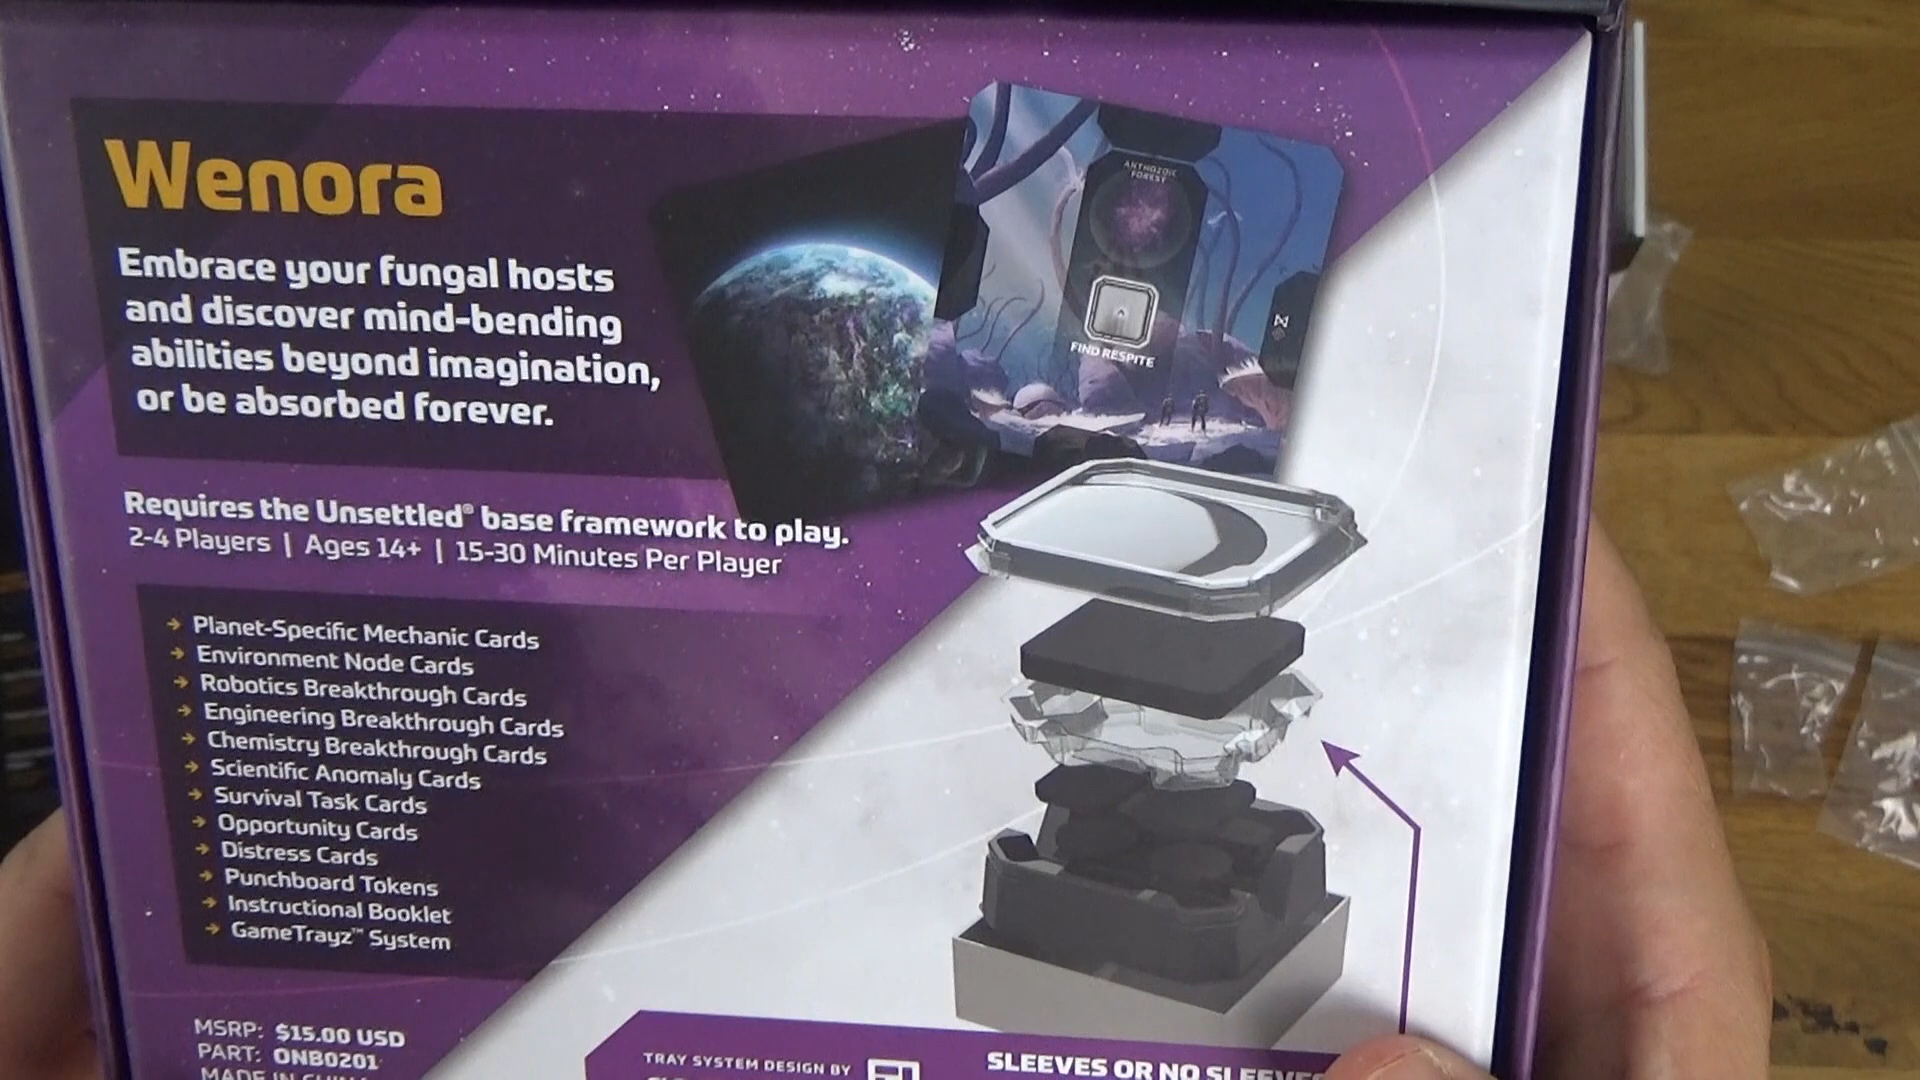 Wenora
Embrace your fungal hosts
and discover mind-bending
abilities beyond imagination,
or be absorbed forever.
ANTHOZOIC
FOREST
FIND RESPITE
Requires the Unsettled® base framework to play.
2-4 Players | Ages 14+ | 15-30 Minutes Per Player
→ Planet-Specific Mechanic Cards
→ Environment Node Cards
→ Robotics Breakthrough Cards
→ Engineering Breakthrough Cards
→ Chemistry Breakthrough Cards
→ Scientific Anomaly Cards
→ Survival Task Cards
→ Opportunity Cards
→ Distress Cards
→ Punchboard Tokens
→ Instructional Booklet
→ GameTrayz™ System
MSRP: $15.00 USD
PART: ONB0201
MADE IN
TRAY SYSTEM DESIGN BY
SLEEVES OR NO SLEEVES